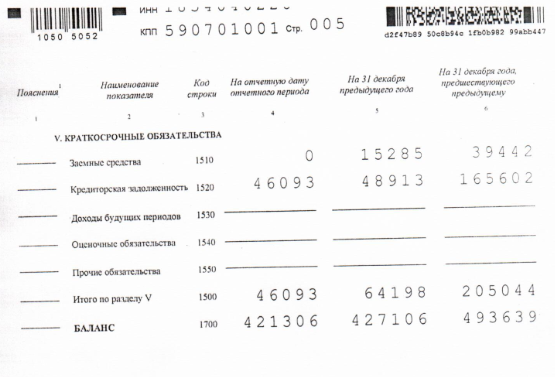 ИНН
1050 5052
КПП 590701001 Стр. 005
d2f47b09 50c8b94c 1fb0b982 99abb447
Пояснения 1 Наименование показателя Код строки На отчетную дату отчетного периода На 31 декабря предыдущего года На 31 декабря года, предшествующего предыдущему
1 2 3 4 5 6
V. КРАТКОСРОЧНЫЕ ОБЯЗАТЕЛЬСТВА
Заемные средства 1510 0 15285 39442
Кредиторская задолженность 1520 46093 48913 165602
Доходы будущих периодов 1530
Оценочные обязательства 1540
Прочие обязательства 1550
Итого по разделу V 1500 46093 64198 205044
БАЛАНС 1700 421306 427106 493639